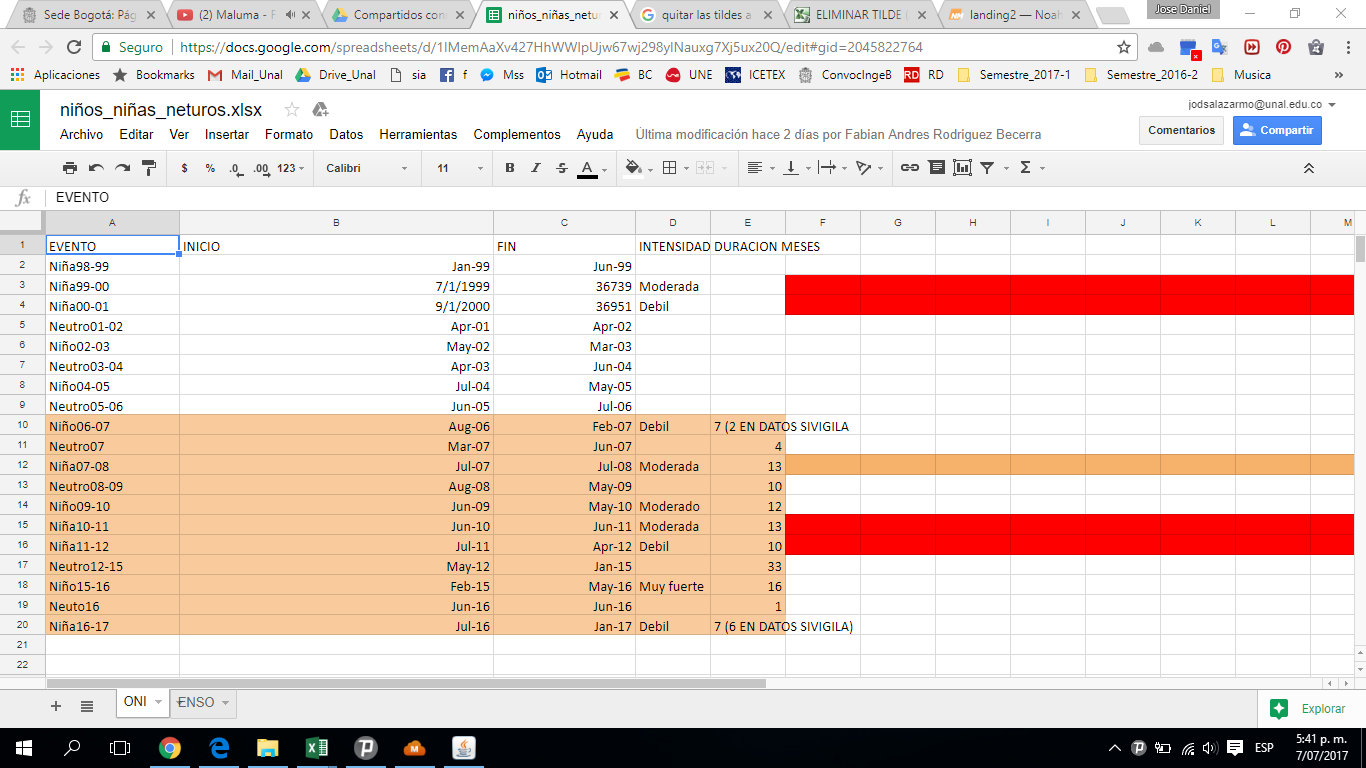 Jose Daniel
Sede Bogotá: Pág
(2) Maluma - F
Compartidos con
niños_niñas_netur
quitar las tildes a
ELIMINAR TILDE (
landing2 — Noah
Seguro
https://docs.google.com/spreadsheets/d/1IMemAaXv427HhWWIpUjw67wj298yINauxg7Xj5ux20Q/edit#gid=2045822764
Aplicaciones Bookmarks Mail_Unal Drive_Unal sia f Mss Hotmail BC UNE ICETEX ConvocIngeB RD RD Semestre_2017-1 Semestre_2016-2 Musica »
niños_niñas_neturos.xlsx
jodsalazarmo@unal.edu.co
Archivo Editar Ver Insertar Formato Datos Herramientas Complementos Ayuda Última modificación hace 2 días por Fabian Andres Rodriguez Becerra
Comentarios Compartir
$ % .0 .00 123 Calibri 11 B I S A Σ
fx EVENTO
A B C D E F G H I J K L M
1 EVENTO INICIO FIN INTENSIDAD DURACION MESES
2 Niña98-99 Jan-99 Jun-99
3 Niña99-00 7/1/1999 36739 Moderada
4 Niña00-01 9/1/2000 36951 Debil
5 Neutro01-02 Apr-01 Apr-02
6 Niño02-03 May-02 Mar-03
7 Neutro03-04 Apr-03 Jun-04
8 Niño04-05 Jul-04 May-05
9 Neutro05-06 Jun-05 Jul-06
10 Niño06-07 Aug-06 Feb-07 Debil 7 (2 EN DATOS SIVIGILA
11 Neutro07 Mar-07 Jun-07 4
12 Niña07-08 Jul-07 Jul-08 Moderada 13
13 Neutro08-09 Aug-08 May-09 10
14 Niño09-10 Jun-09 May-10 Moderado 12
15 Niña10-11 Jun-10 Jun-11 Moderada 13
16 Niña11-12 Jul-11 Apr-12 Debil 10
17 Neutro12-15 May-12 Jan-15 33
18 Niño15-16 Feb-15 May-16 Muy fuerte 16
19 Neuto16 Jun-16 Jun-16 1
20 Niña16-17 Jul-16 Jan-17 Debil 7 (6 EN DATOS SIVIGILA)
21
22
+ ONI ENSO Explorar
ESP
5:41 p. m.
7/07/2017